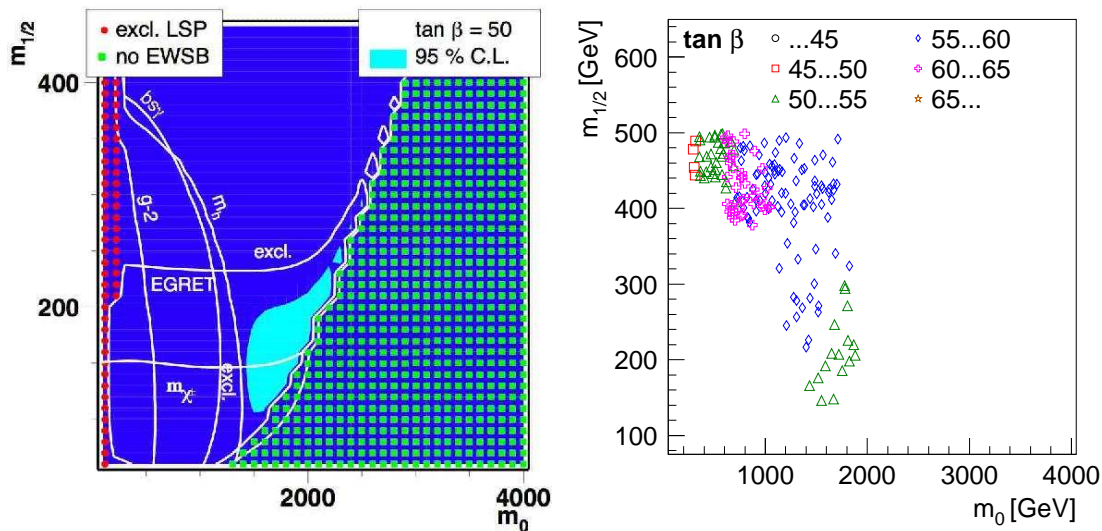 excl. LSP
no EWSB
tan β = 50
95 % C.L.
m1/2
400
200
bsγ
mh
g-2
excl.
EGRET
excl.
mχ±
2000
4000
m0
tan β
...45
45...50
50...55
55...60
60...65
65...
m1/2 [GeV]
600
500
400
300
200
100
0
1000
2000
3000
4000
m0 [GeV]